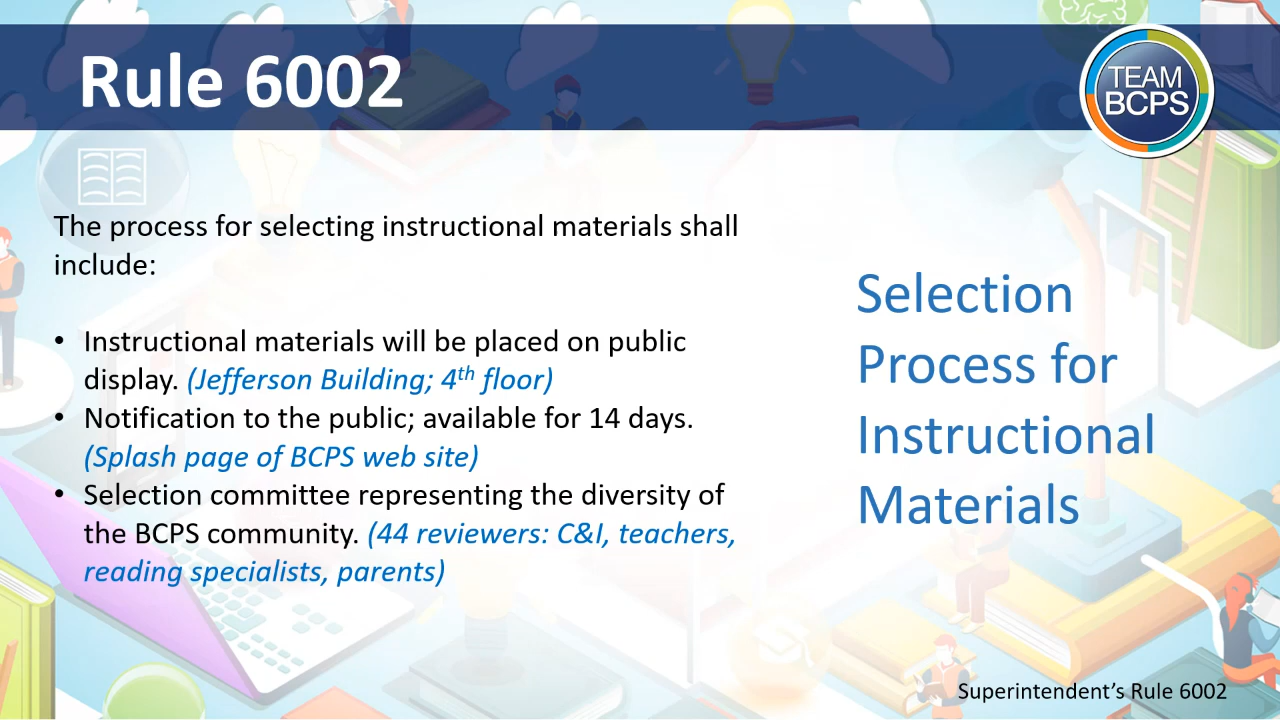 Rule 6002
TEAM
BCPS
The process for selecting instructional materials shall
include:
• Instructional materials will be placed on public
display. (Jefferson Building; 4th floor)
• Notification to the public; available for 14 days.
(Splash page of BCPS web site)
• Selection committee representing the diversity of
the BCPS community. (44 reviewers: C&I, teachers,
reading specialists, parents)
Selection
Process for
Instructional
Materials
Superintendent’s Rule 6002